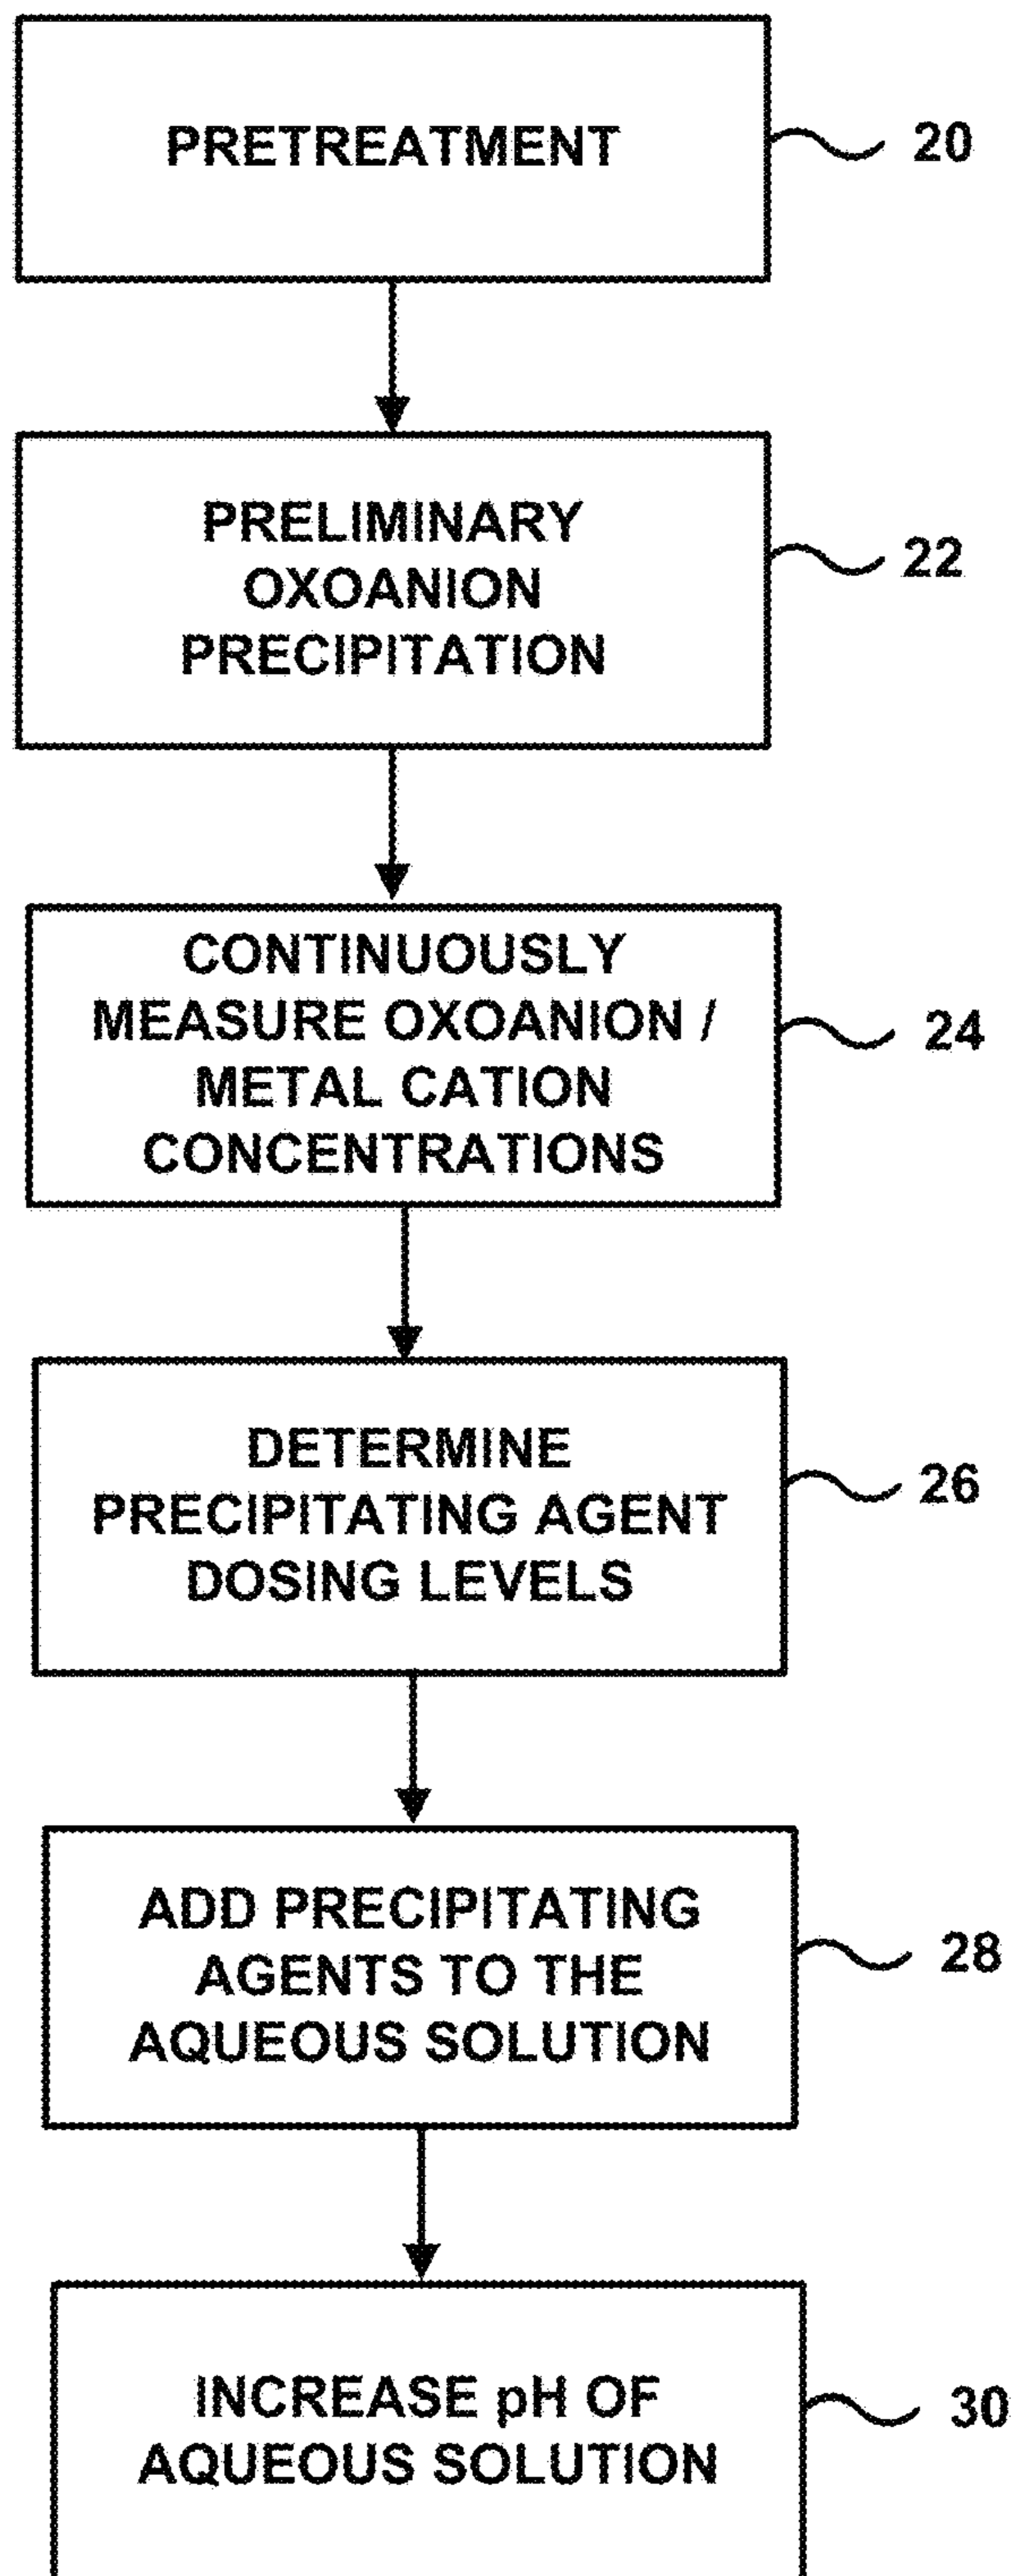 PRETREATMENT
20
PRELIMINARY
OXOANION
PRECIPITATION
22
CONTINUOUSLY
MEASURE OXOANION /
METAL CATION
CONCENTRATIONS
24
DETERMINE
PRECIPITATING AGENT
DOSING LEVELS
26
ADD PRECIPITATING
AGENTS TO THE
AQUEOUS SOLUTION
28
INCREASE pH OF
AQUEOUS SOLUTION
30